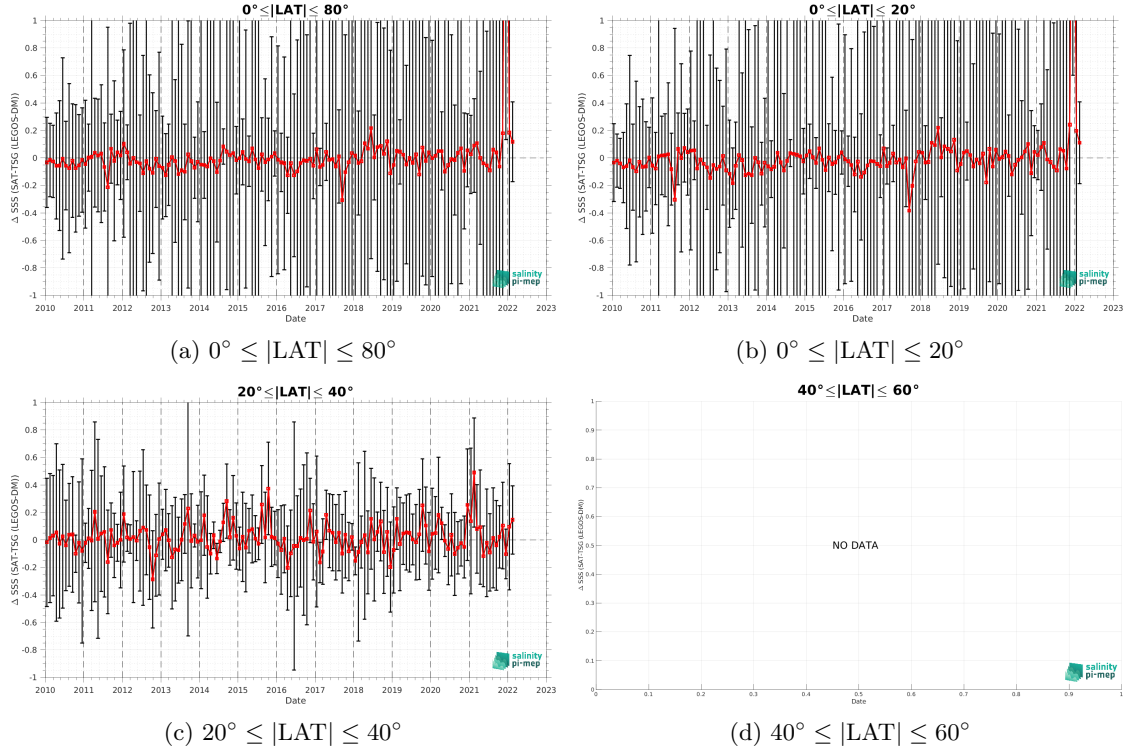 0°≤|LAT|≤ 80°
Δ SSS (SAT-TSG (LEGOS-DM))
1
0.8
0.6
0.4
0.2
0
-0.2
-0.4
-0.6
-0.8
-1
2010 2011 2012 2013 2014 2015 2016 2017 2018 2019 2020 2021 2022 2023
Date
salinity
pi-mep
(a) 0° ≤ |LAT| ≤ 80°
0°≤|LAT|≤ 20°
Δ SSS (SAT-TSG (LEGOS-DM))
1
0.8
0.6
0.4
0.2
0
-0.2
-0.4
-0.6
-0.8
-1
2010 2011 2012 2013 2014 2015 2016 2017 2018 2019 2020 2021 2022 2023
Date
salinity
pi-mep
(b) 0° ≤ |LAT| ≤ 20°
20°≤|LAT|≤ 40°
Δ SSS (SAT-TSG (LEGOS-DM))
1
0.8
0.6
0.4
0.2
0
-0.2
-0.4
-0.6
-0.8
-1
2010 2011 2012 2013 2014 2015 2016 2017 2018 2019 2020 2021 2022 2023
Date
salinity
pi-mep
(c) 20° ≤ |LAT| ≤ 40°
40°≤|LAT|≤ 60°
Δ SSS (SAT-TSG (LEGOS-DM))
1
0.9
0.8
0.7
0.6
0.5
0.4
0.3
0.2
0.1
0
NO DATA
0 0.1 0.2 0.3 0.4 0.5 0.6 0.7 0.8 0.9 1
Date
salinity
pi-mep
(d) 40° ≤ |LAT| ≤ 60°